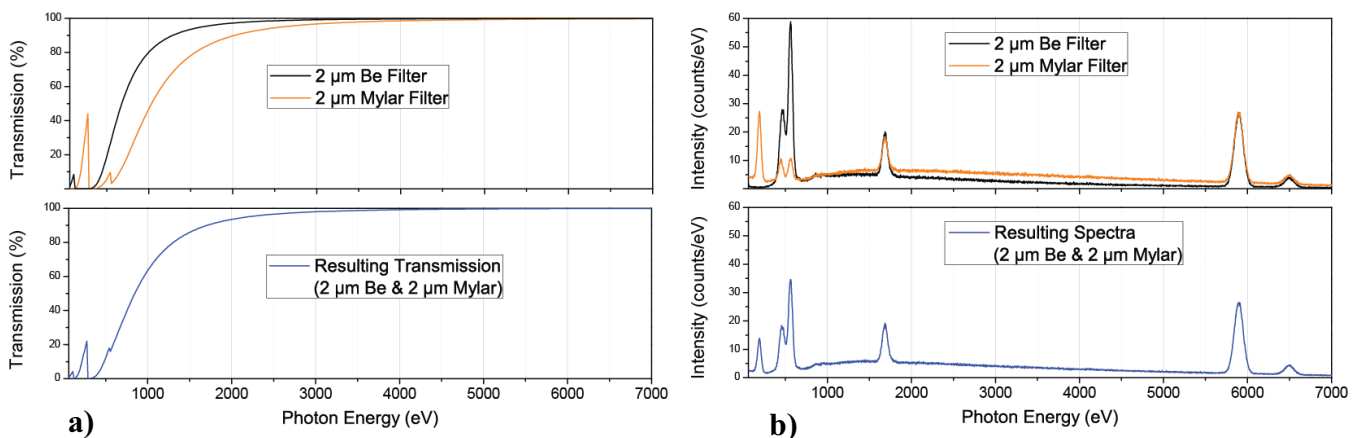 Transmission (%)
100
80
60
40
20
0
2 μm Be Filter
2 μm Mylar Filter
Transmission (%)
100
80
60
40
20
0
Resulting Transmission
(2 μm Be & 2 μm Mylar)
1000 2000 3000 4000 5000 6000 7000
Photon Energy (eV)
a)
Intensity (counts/eV)
60
50
40
30
20
10
0
2 μm Be Filter
2 μm Mylar Filter
Intensity (counts/eV)
60
50
40
30
20
10
0
Resulting Spectra
(2 μm Be & 2 μm Mylar)
1000 2000 3000 4000 5000 6000 7000
Photon Energy (eV)
b)